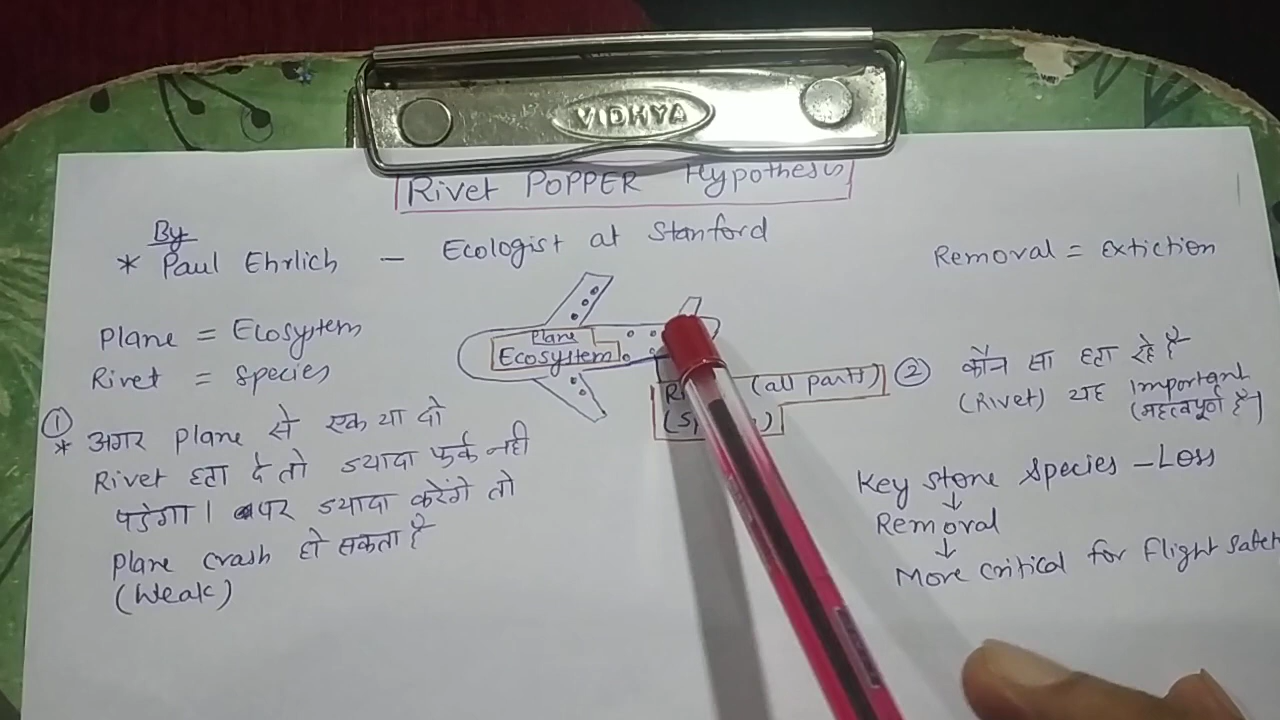 VIDHYA
Rivet POPPER Hypothesis
By
* Paul Ehrlich - Ecologist at Stanford
Removal = extiction
Plane = Ecosystem
Rivet = species
Plane
Ecosystem
(all parts)
① 
* अगर plane से एक या दो
Rivet हटा दे तो ज्यादा फर्क नही
पडेगा। पर ज्यादा करेंगे तो
plane crash हो सकता है
(Weak)
② कौन सा हटा रहे है
(Rivet) यह important
(महत्वपूर्ण है)
Key stone species - Loss
↓
Removal
↓
More critical for flight safet